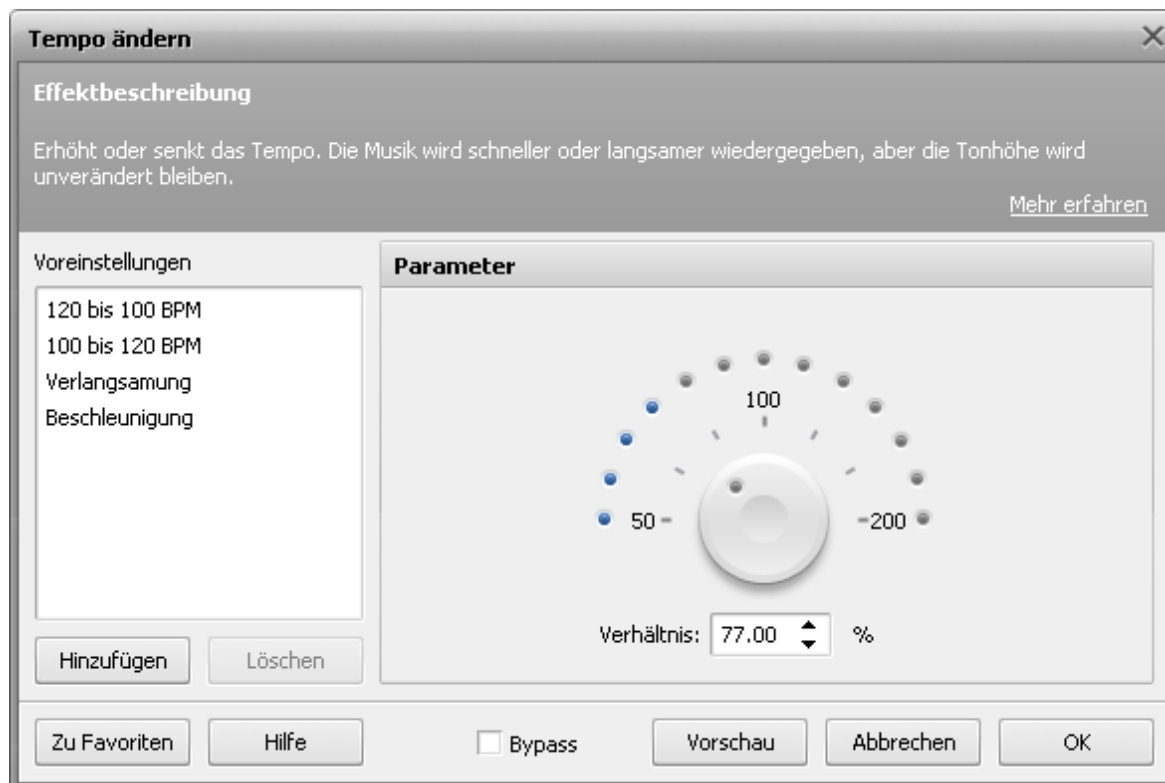 Tempo ändern
Effektbeschreibung
Erhöht oder senkt das Tempo. Die Musik wird schneller oder langsamer wiedergegeben, aber die Tonhöhe wird
unverändert bleiben.
Mehr erfahren
Voreinstellungen
120 bis 100 BPM
100 bis 120 BPM
Verlangsamung
Beschleunigung
Hinzufügen Löschen
Parameter
100
50 200
Verhältnis: 77.00 %
Zu Favoriten Hilfe Bypass Vorschau Abbrechen OK